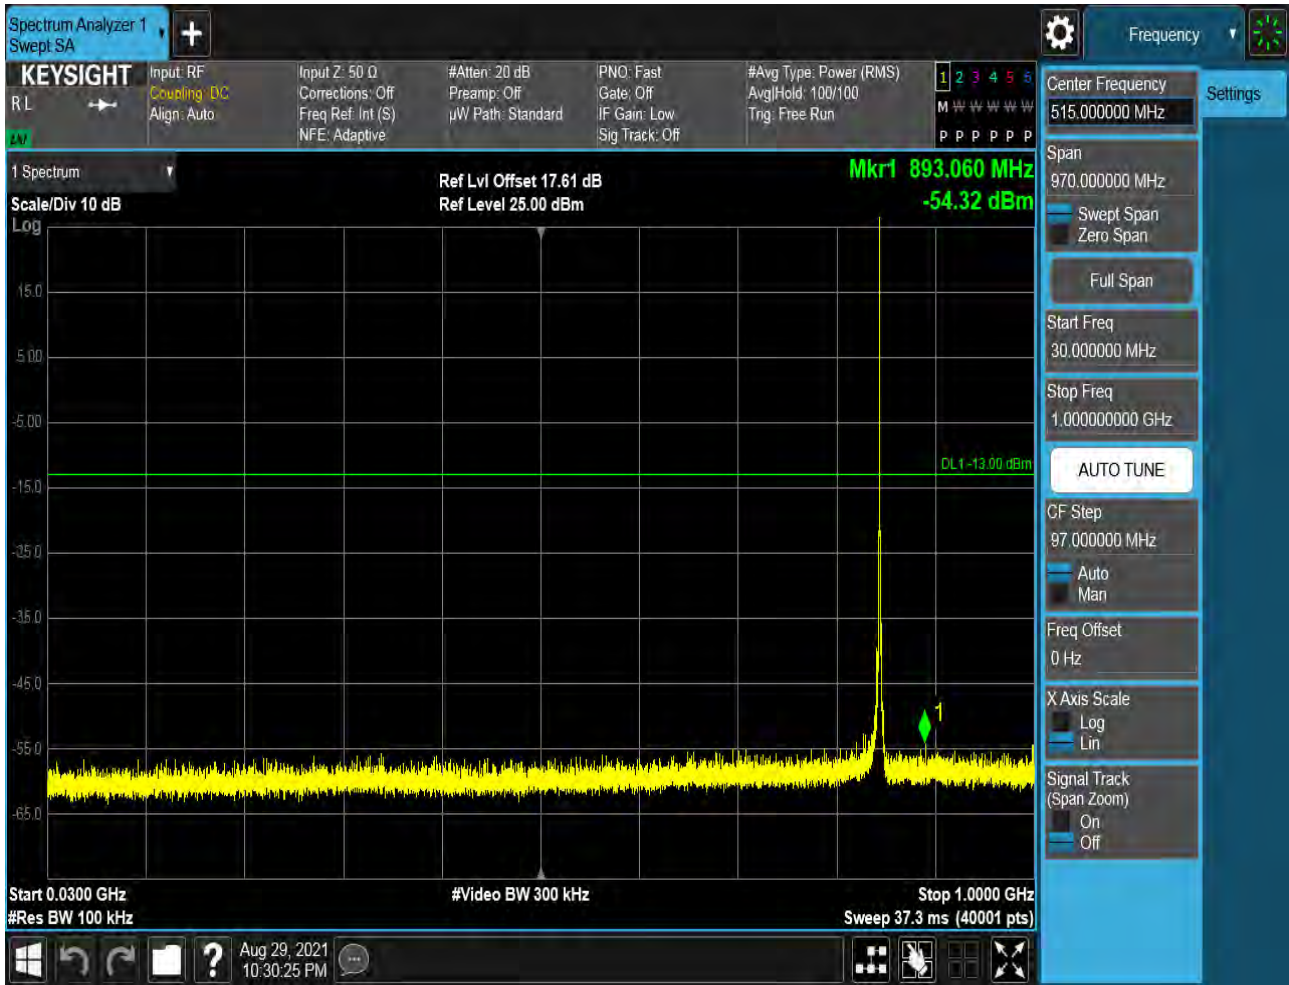 Spectrum Analyzer 1
Swept SA
Frequency
KEYSIGHT
R L
Input: RF
Coupling: DC
Align: Auto
Input Z: 50 Ω
Corrections: Off
Freq Ref: Int (S)
NFE: Adaptive
#Atten: 20 dB
Preamp: Off
µW Path: Standard
PNO: Fast
Gate: Off
IF Gain: Low
Sig Track: Off
#Avg Type: Power (RMS)
Avg|Hold: 100/100
Trig: Free Run
1 2 3 4 5 6
M W W W W W
P P P P P P
1 Spectrum
Scale/Div 10 dB
Log
Ref Lvl Offset 17.61 dB
Ref Level 25.00 dBm
Mkr1 893.060 MHz
-54.32 dBm
15.0
5.00
-5.00
-15.0
-25.0
-35.0
-45.0
-55.0
-65.0
DL1 -13.00 dBm
1
Start 0.0300 GHz
#Res BW 100 kHz
#Video BW 300 kHz
Stop 1.0000 GHz
Sweep 37.3 ms (40001 pts)
?
Aug 29, 2021
10:30:25 PM
Center Frequency
515.000000 MHz
Settings
Span
970.000000 MHz
Swept Span
Zero Span
Full Span
Start Freq
30.000000 MHz
Stop Freq
1.000000000 GHz
AUTO TUNE
CF Step
97.000000 MHz
Auto
Man
Freq Offset
0 Hz
X Axis Scale
Log
Lin
Signal Track
(Span Zoom)
On
Off